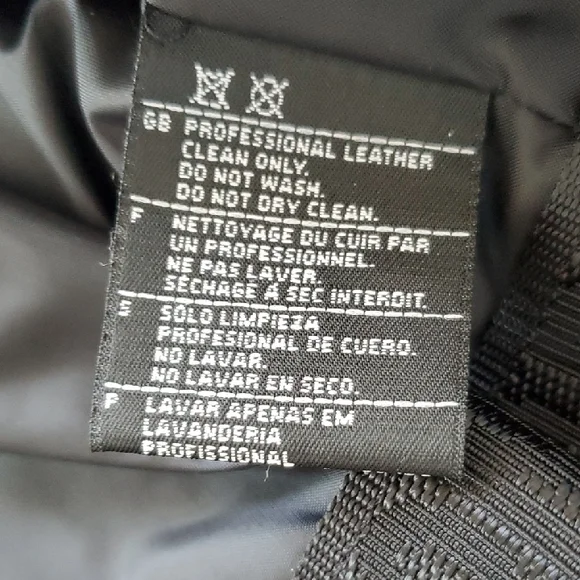 GB PROFESSIONAL LEATHER
CLEAN ONLY.
DO NOT WASH.
DO NOT DRY CLEAN.
F NETTOYAGE DU CUIR PAR
UN PROFESSIONNEL.
NE PAS LAVER.
SÉCHAGE À SEC INTERDIT.
S SOLO LIMPIEZA
PROFESIONAL DE CUERO.
NO LAVAR.
NO LAVAR EN SECO.
P LAVAR APENAS EM
LAVANDERIA
PROFISSIONAL